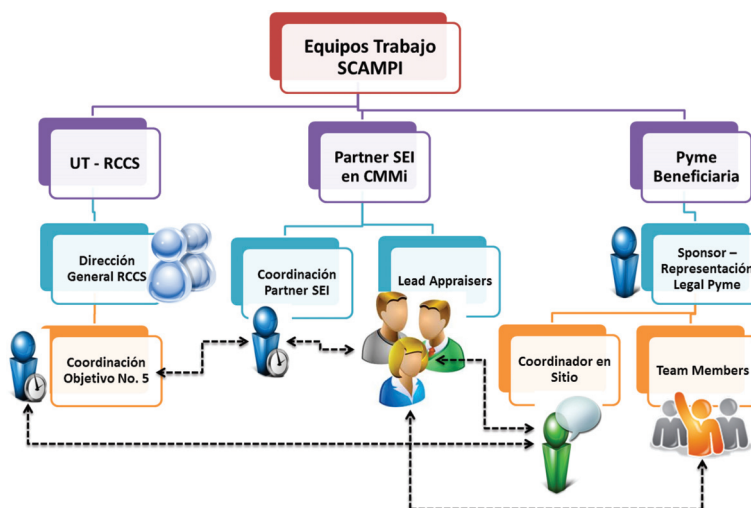 Equipos Trabajo
SCAMPI
UT - RCCS
Partner SEI
en CMMi
Pyme
Beneficiaria
Dirección
General RCCS
Coordinación
Partner SEI
Lead Appraisers
Sponsor –
Representación
Legal Pyme
Coordinación
Objetivo No. 5
Coordinador en
Sitio
Team Members